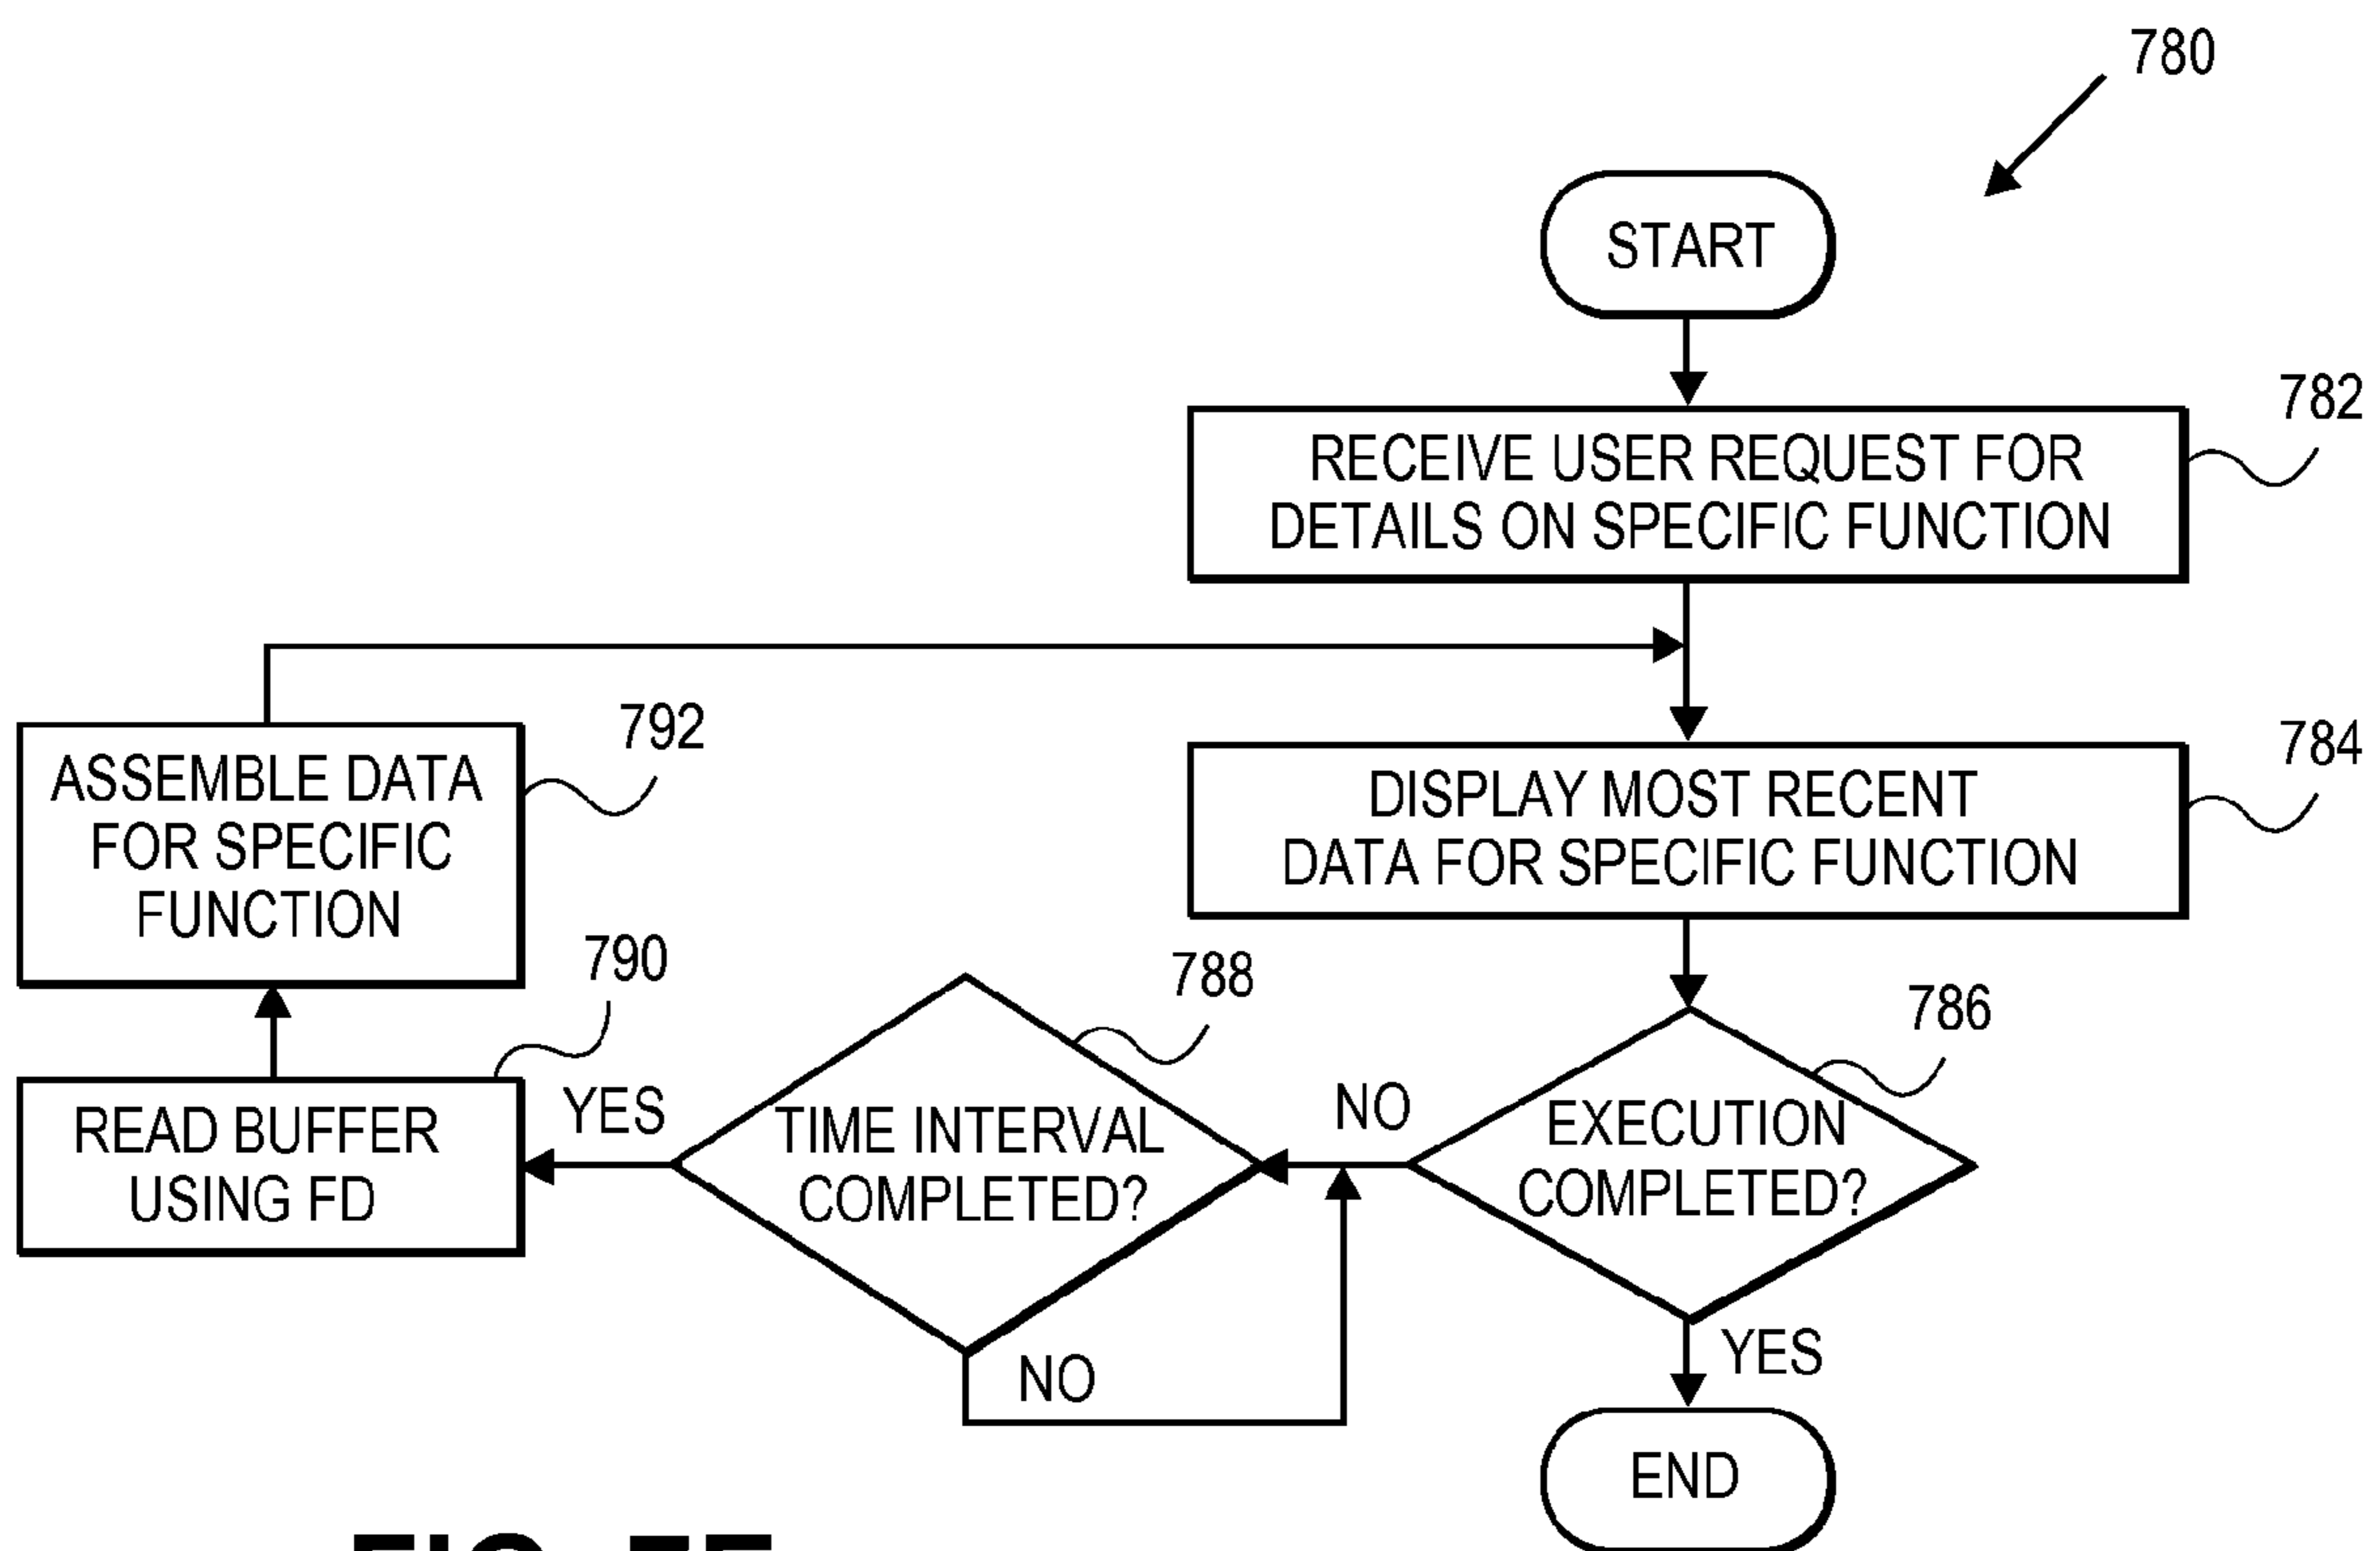 780
START
782
RECEIVE USER REQUEST FOR
DETAILS ON SPECIFIC FUNCTION
792
ASSEMBLE DATA
FOR SPECIFIC
FUNCTION
784
DISPLAY MOST RECENT
DATA FOR SPECIFIC FUNCTION
790
READ BUFFER
USING FD
YES
788
TIME INTERVAL
COMPLETED?
NO
NO
786
EXECUTION
COMPLETED?
YES
END